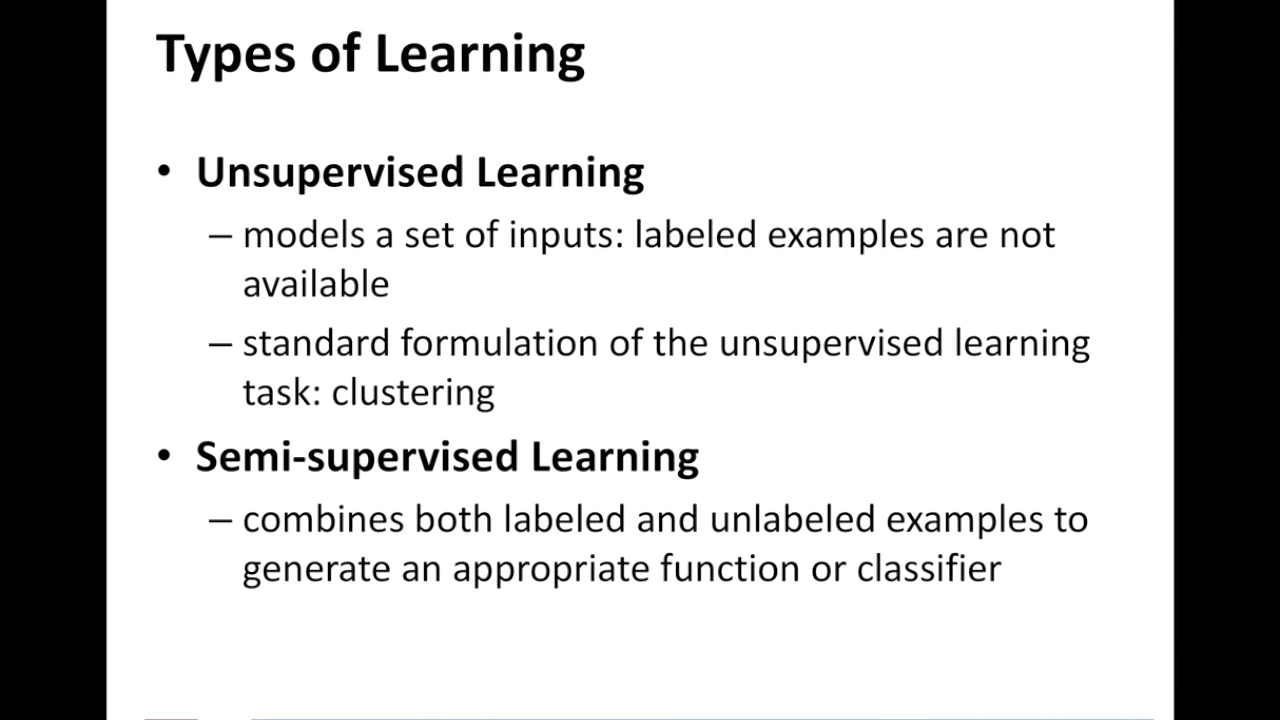 Types of Learning
• Unsupervised Learning
– models a set of inputs: labeled examples are not
available
– standard formulation of the unsupervised learning
task: clustering
• Semi-supervised Learning
– combines both labeled and unlabeled examples to
generate an appropriate function or classifier